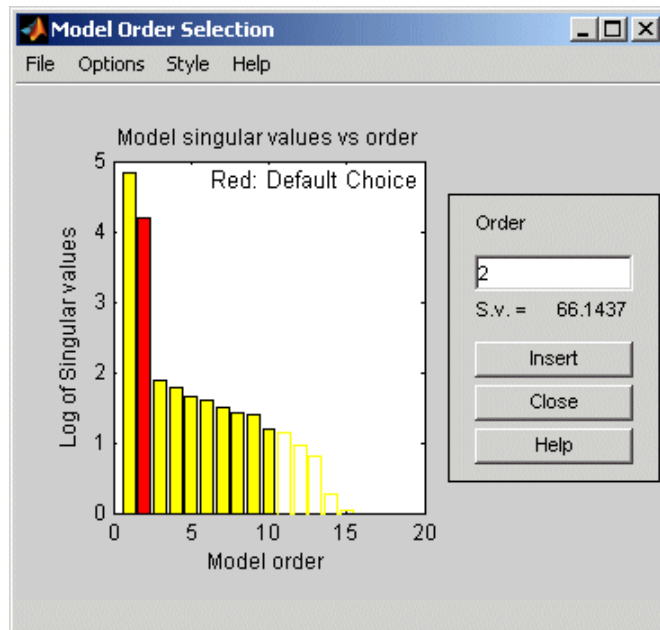 Model Order Selection
File Options Style Help
Model singular values vs order
Red: Default Choice
Log of Singular values
5
4
3
2
1
0
0 5 10 15 20
Model order
Order
2
S.v. = 66.1437
Insert
Close
Help